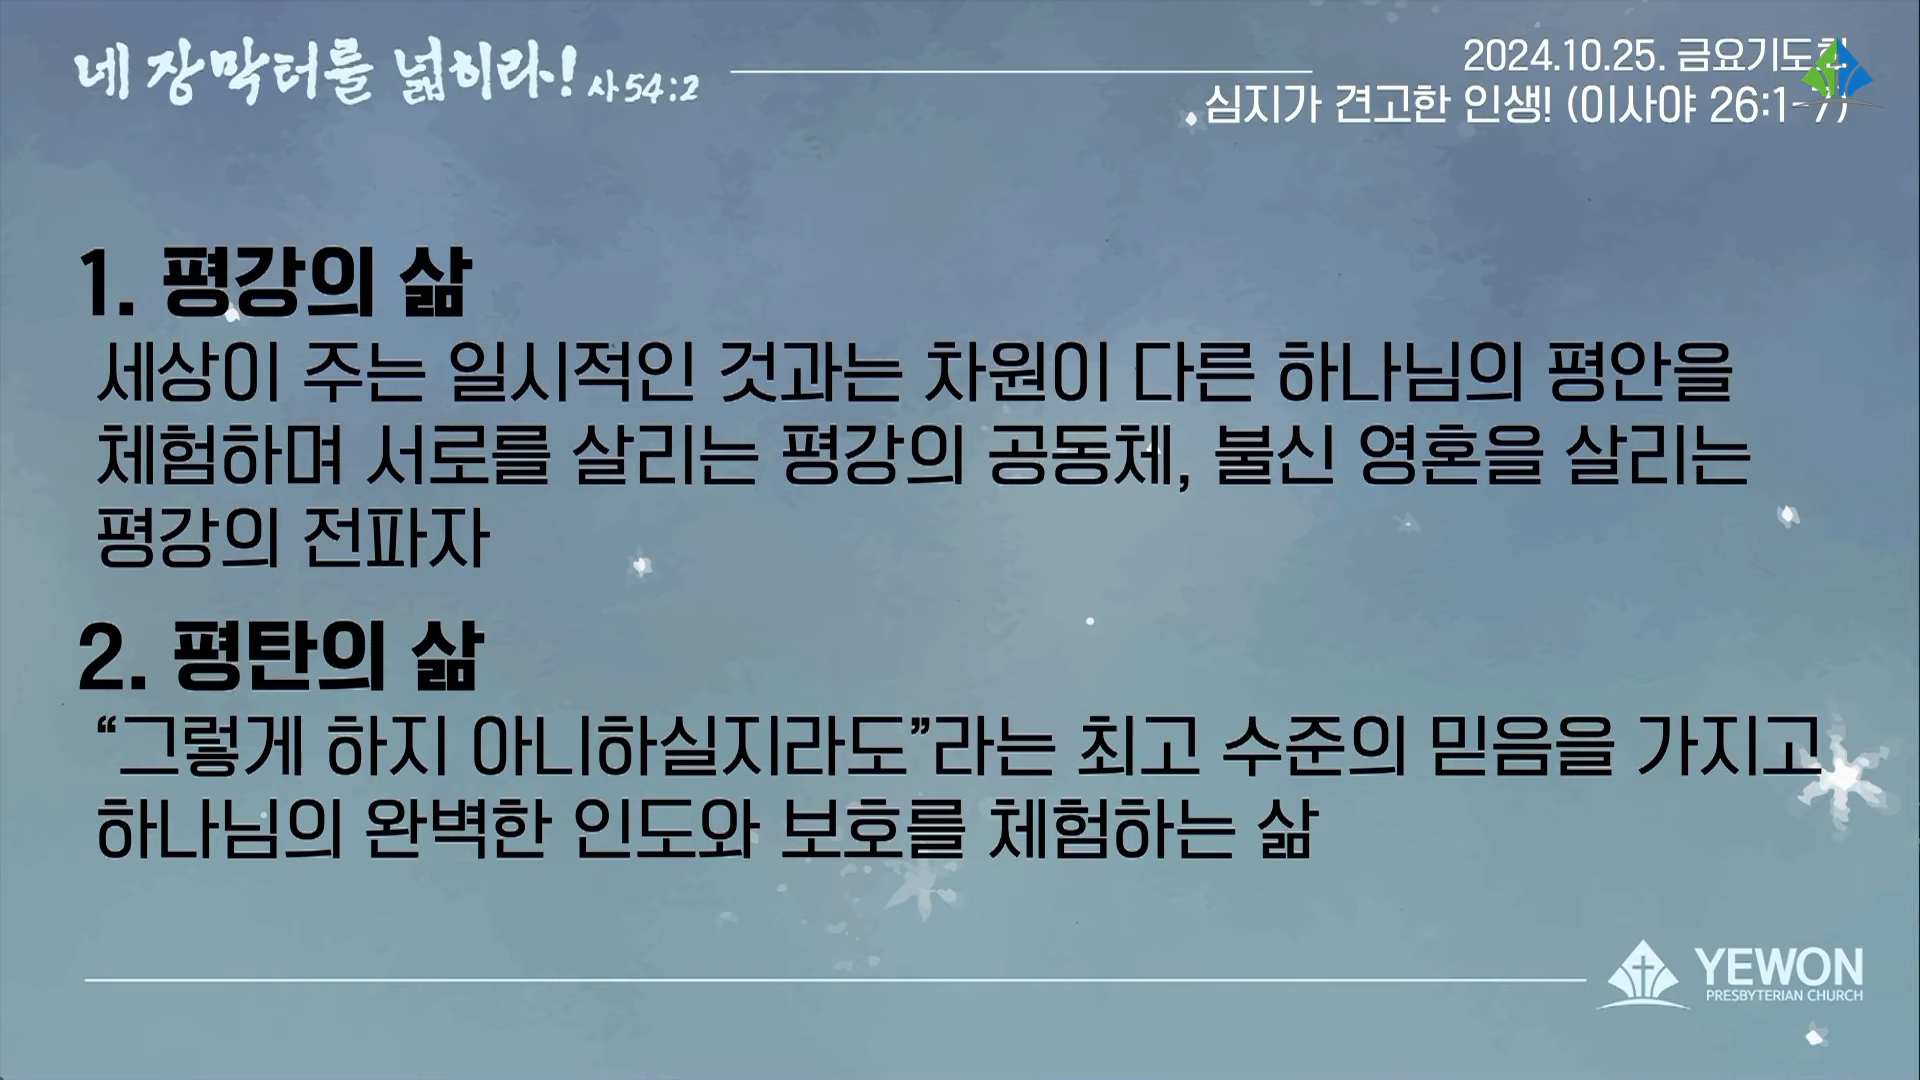 네 장막터를 넓히라! 사 54:2
2024.10.25. 금요기도회
심지가 견고한 인생! (이사야 26:1-7)
1. 평강의 삶
세상이 주는 일시적인 것과는 차원이 다른 하나님의 평안을
체험하며 서로를 살리는 평강의 공동체, 불신 영혼을 살리는
평강의 전파자
2. 평탄의 삶
“그렇게 하지 아니하실지라도”라는 최고 수준의 믿음을 가지고
하나님의 완벽한 인도와 보호를 체험하는 삶
YEWON
PRESBYTERIAN CHURCH